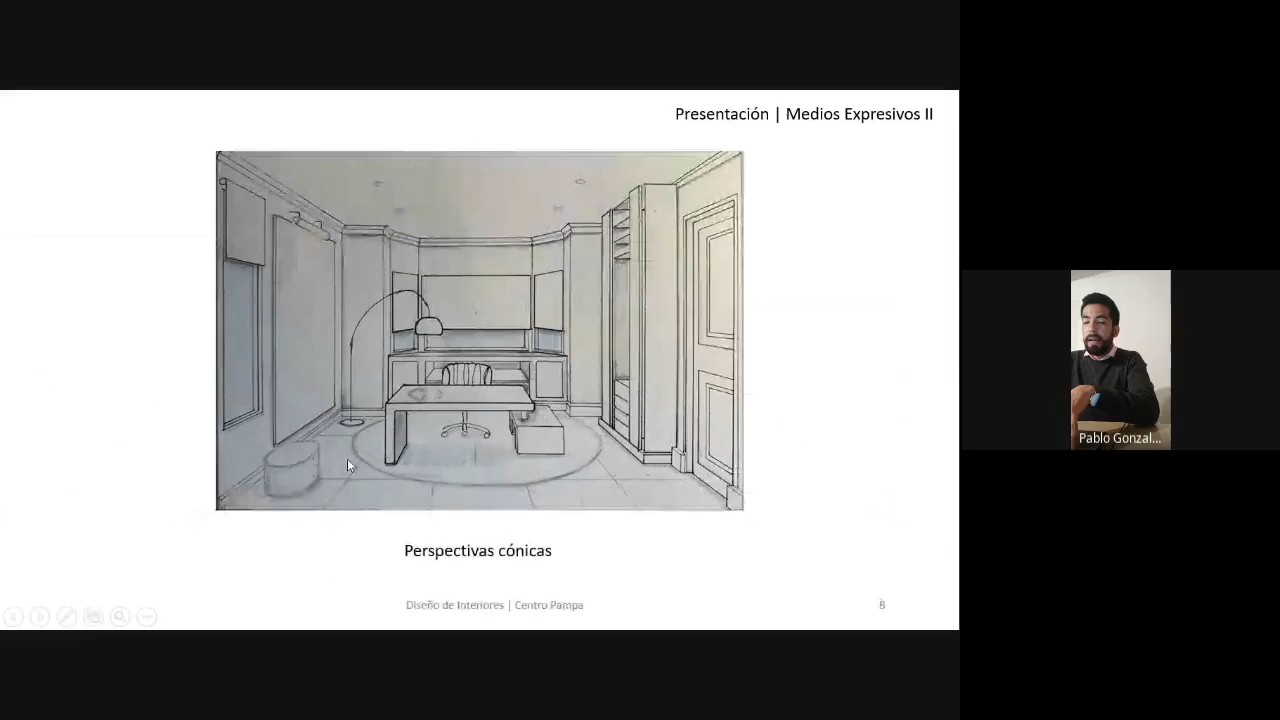 Presentación | Medios Expresivos II
Perspectivas cónicas
Diseño de Interiores | Centro Pampa
8
Pablo Gonzal...